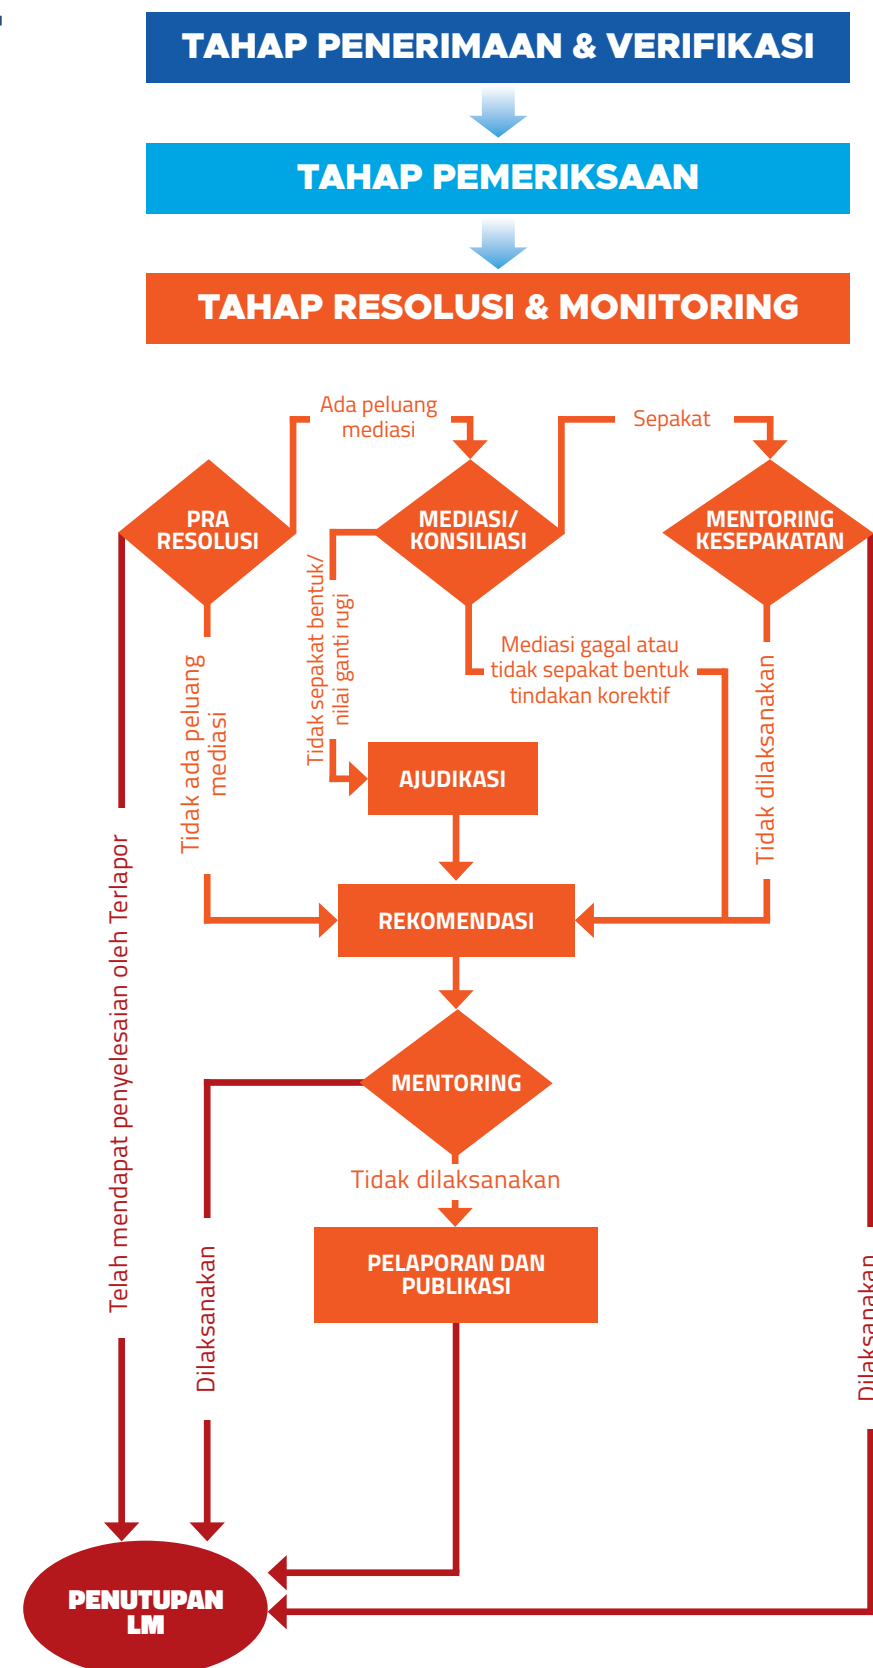 TAHAP PENERIMAAN & VERIFIKASI
TAHAP PEMERIKSAAN
TAHAP RESOLUSI & MONITORING
Ada peluang
mediasi
Sepakat
PRA
RESOLUSI
MEDIASI/
KONSILIASI
MENTORING
KESEPAKATAN
Tidak sepakat bentuk/
nilai ganti rugi
Mediasi gagal atau
tidak sepakat bentuk
tindakan korektif
Tidak ada peluang
mediasi
Tidak dilaksanakan
AJUDIKASI
REKOMENDASI
Telah mendapat penyelesaian oleh Terlapor
MENTORING
Tidak dilaksanakan
PELAPORAN DAN
PUBLIKASI
Dilaksanakan
Dilaksanakan
PENUTUPAN
LM